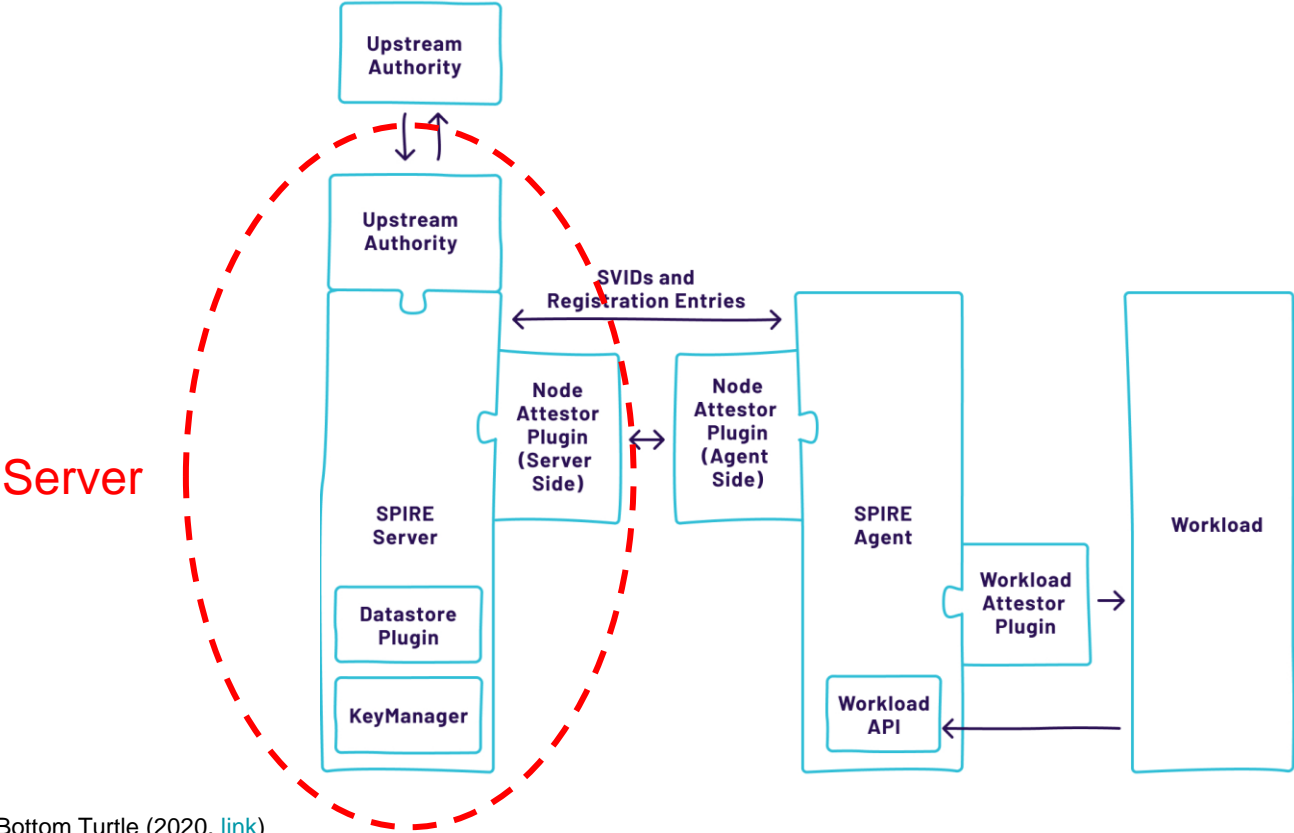 Upstream
Authority
Upstream
Authority
SVIDs and
Registration Entries
Node
Attestor
Plugin
(Server
Side)
Node
Attestor
Plugin
(Agent
Side)
Server
SPIRE
Server
SPIRE
Agent
Workload
Datastore
Plugin
Workload
Attestor
Plugin
KeyManager
Workload
API
Bottom Turtle (2020, link)